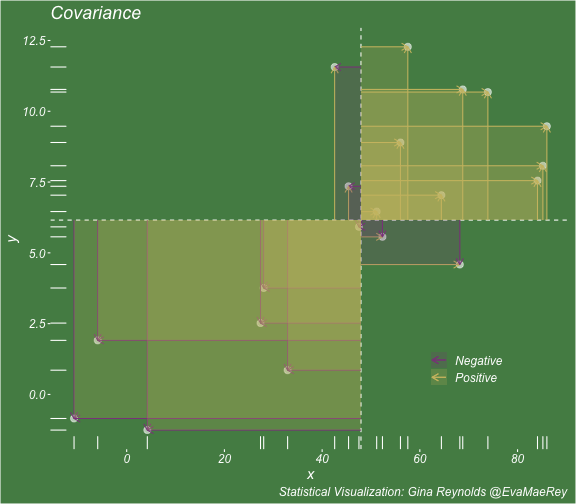 Covariance
12.5
10.0
7.5
y
5.0
2.5
0.0
Negative
Positive
0 20 40 60 80
x
Statistical Visualization: Gina Reynolds @EvaMaeRey